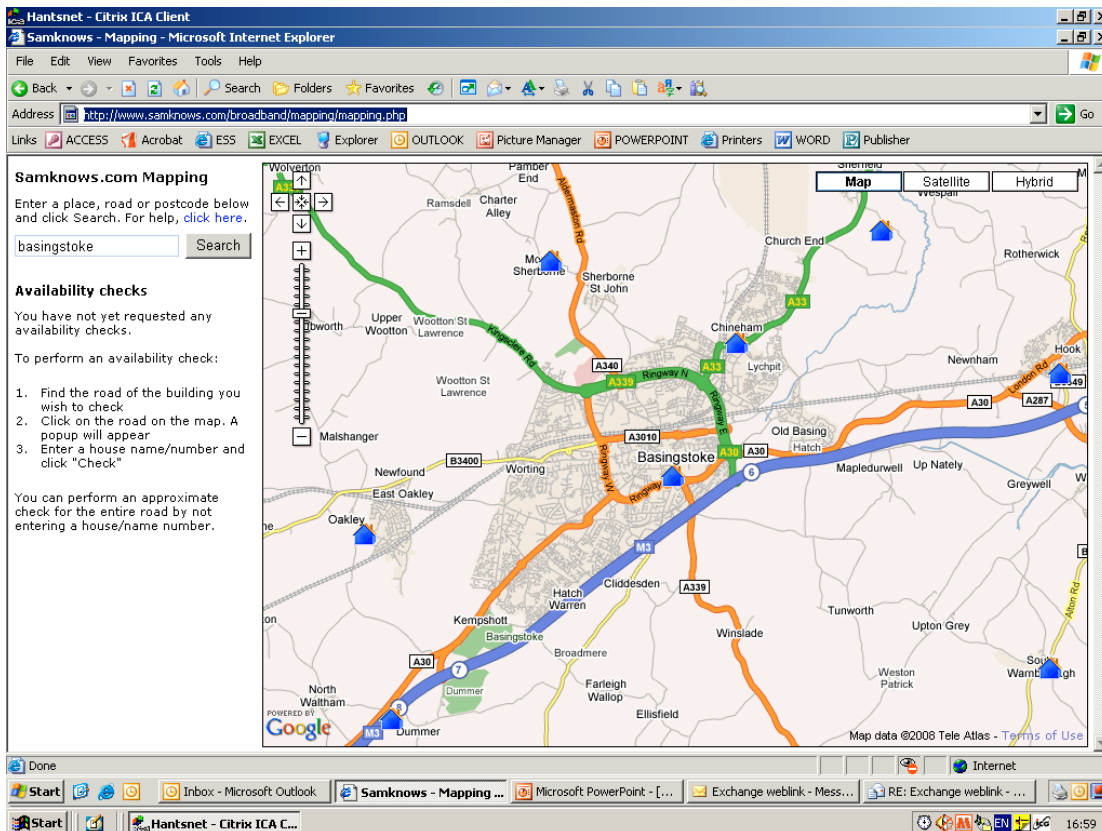 Hantsnet - Citrix ICA Client
Samknows - Mapping - Microsoft Internet Explorer
File Edit View Favorites Tools Help
Back Search Folders Favorites
Address http://www.samknows.com/broadband/mapping/mapping.php Go
Links ACCESS Acrobat ESS EXCEL Explorer OUTLOOK Picture Manager POWERPOINT Printers WORD Publisher
Samknows.com Mapping
Enter a place, road or postcode below
and click Search. For help, click here.
basingstoke Search
Availability checks
You have not yet requested any
availability checks.
To perform an availability check:
1. Find the road of the building you
wish to check
2. Click on the road on the map. A
popup will appear
3. Enter a house name/number and
click "Check"
You can perform an approximate
check for the entire road by not
entering a house/name number.
Map Satellite Hybrid
Wolverton
Pamber
End
Ramsdell
Charter
Alley
Aldermaston Rd
Church End
Rotherwick
Sherborne
St John
A33
Chineham
Upper
Wootton
Wootton St
Lawrence
Kingsclere Rd
A340
A339
Ringway N
A33
Lychpit
Newnham
Hook
London Rd
Wootton St
Lawrence
Ringway E
A30
A287
Malshanger
A3010
Old Basing
Basingstoke
A30
A30
Hatch
B3400
Newfound
Worting
Ringway W
6
Mapledurwell
Up Nately
East Oakley
Ringway
Greywell
Oakley
M3
Cliddesden
A339
Alton Rd
Hatch
Warren
Kempshott
Basingstoke
Tunworth
Upton Grey
Winslade
Broadmere
A30
7
Weston
Patrick
North
Waltham
Dummer
Farleigh
Wallop
Ellisfield
8
M3
Dummer
POWERED BY
Google
Map data ©2008 Tele Atlas - Terms of Use
Done Internet
Start Inbox - Microsoft Outlook Samknows - Mapping ... Microsoft PowerPoint - [... Exchange weblink - Mess... RE: Exchange weblink - ...
Start Hantsnet - Citrix ICA C... EN 16:59